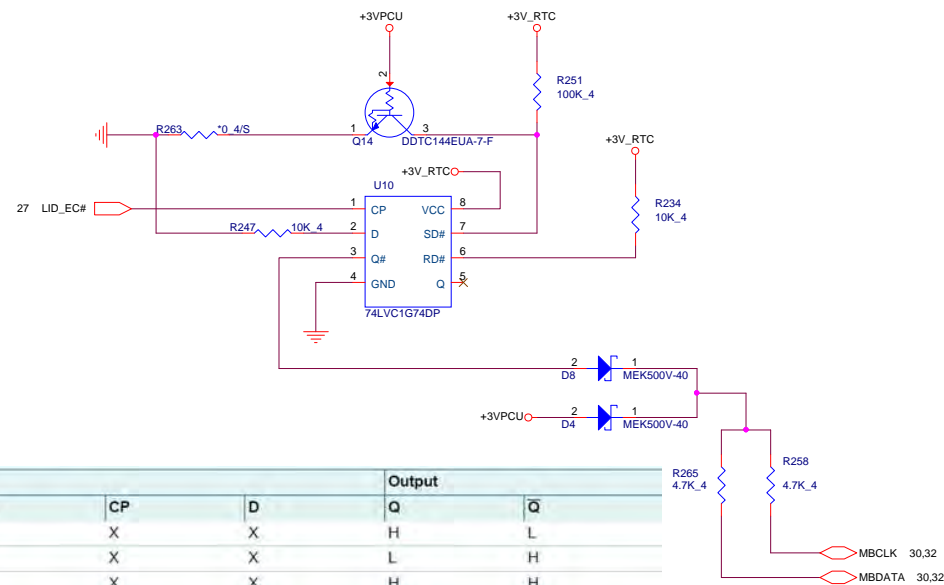 +3VPCU
+3V_RTC
2
R251
100K_4
R263
*0_4/S
1
3
Q14
DDTC144EUA-7-F
+3V_RTC
+3V_RTC
U10
27 LID_EC#
1
CP
VCC
8
R234
10K_4
R247
10K_4
2
D
SD#
7
3
Q#
RD#
6
4
GND
Q
5
74LVC1G74DP
2
1
D8
MEK500V-40
+3VPCU
2
1
D4
MEK500V-40
R265
4.7K_4
R258
4.7K_4
Output
CP D Q Q̅
X X H L
X X L H
X X H H
MBCLK 30,32
MBDATA 30,32